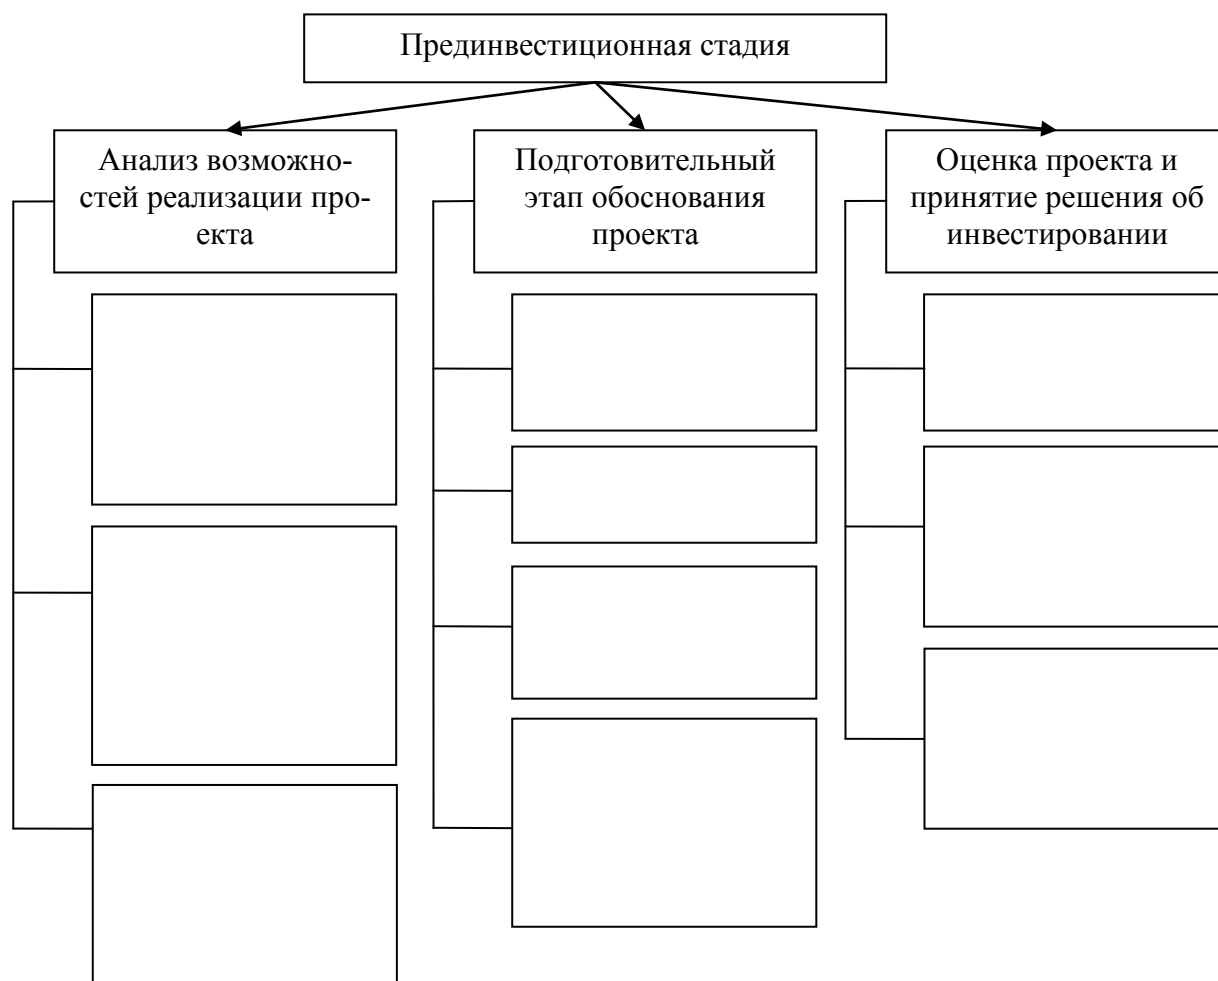 Прединвестиционная стадия
Анализ возможно-
стей реализации про-
екта
Подготовительный
этап обоснования
проекта
Оценка проекта и
принятие решения об
инвестировании